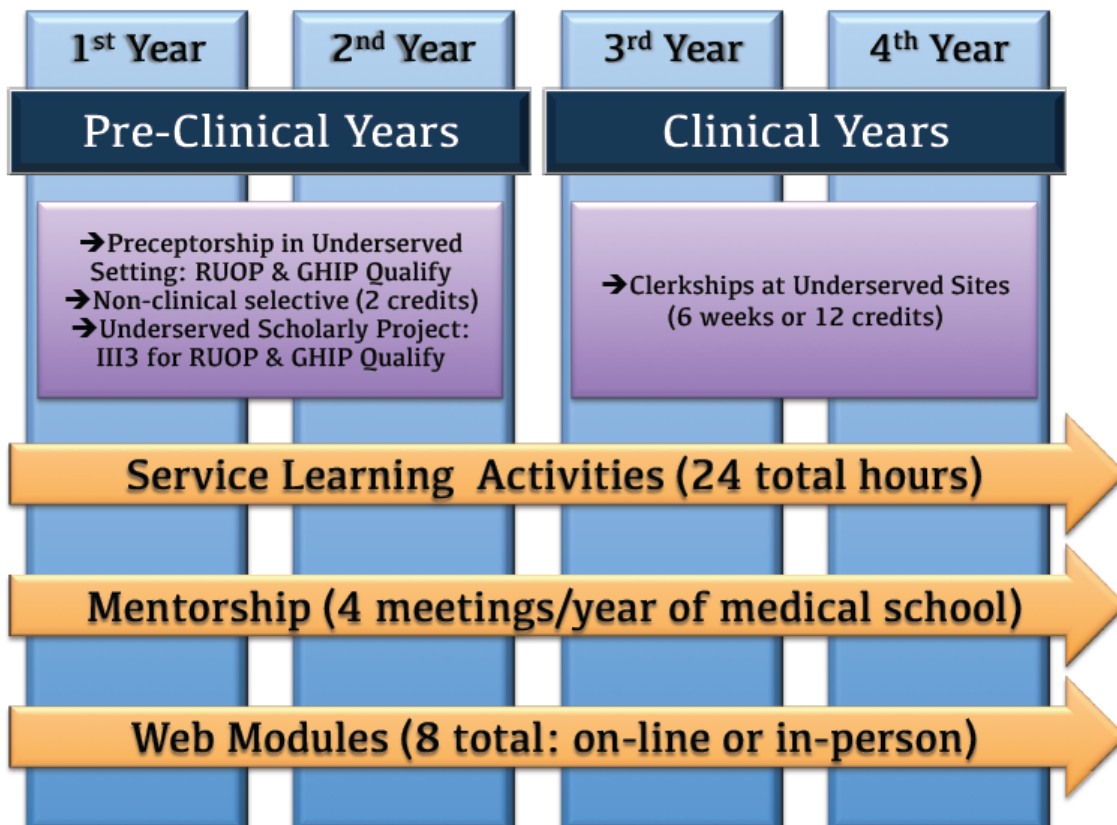 1st Year 2nd Year 3rd Year 4th Year
Pre-Clinical Years Clinical Years
➔Preceptorship in Underserved
Setting: RUOP & GHIP Qualify
➔Non-clinical selective (2 credits)
➔Underserved Scholarly Project:
III3 for RUOP & GHIP Qualify
➔Clerkships at Underserved Sites
(6 weeks or 12 credits)
Service Learning Activities (24 total hours)
Mentorship (4 meetings/year of medical school)
Web Modules (8 total: on-line or in-person)